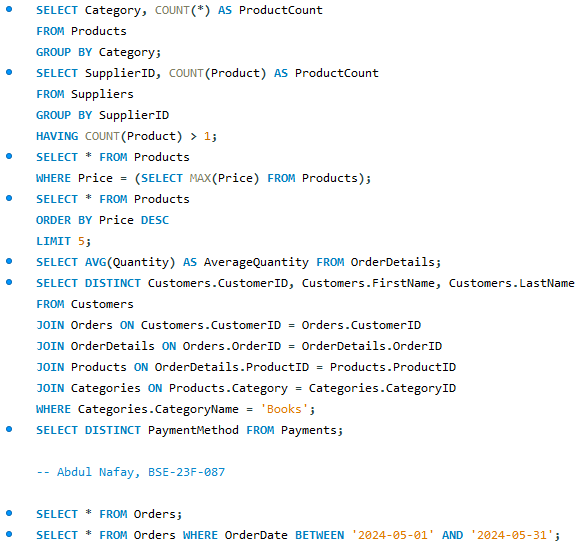 SELECT Category, COUNT(*) AS ProductCount
FROM Products
GROUP BY Category;
SELECT SupplierID, COUNT(Product) AS ProductCount
FROM Suppliers
GROUP BY SupplierID
HAVING COUNT(Product) > 1;
SELECT * FROM Products
WHERE Price = (SELECT MAX(Price) FROM Products);
SELECT * FROM Products
ORDER BY Price DESC
LIMIT 5;
SELECT AVG(Quantity) AS AverageQuantity FROM OrderDetails;
SELECT DISTINCT Customers.CustomerID, Customers.FirstName, Customers.LastName
FROM Customers
JOIN Orders ON Customers.CustomerID = Orders.CustomerID
JOIN OrderDetails ON Orders.OrderID = OrderDetails.OrderID
JOIN Products ON OrderDetails.ProductID = Products.ProductID
JOIN Categories ON Products.Category = Categories.CategoryID
WHERE Categories.CategoryName = 'Books';
SELECT DISTINCT PaymentMethod FROM Payments;
-- Abdul Nafay, BSE-23F-087
SELECT * FROM Orders;
SELECT * FROM Orders WHERE OrderDate BETWEEN '2024-05-01' AND '2024-05-31';